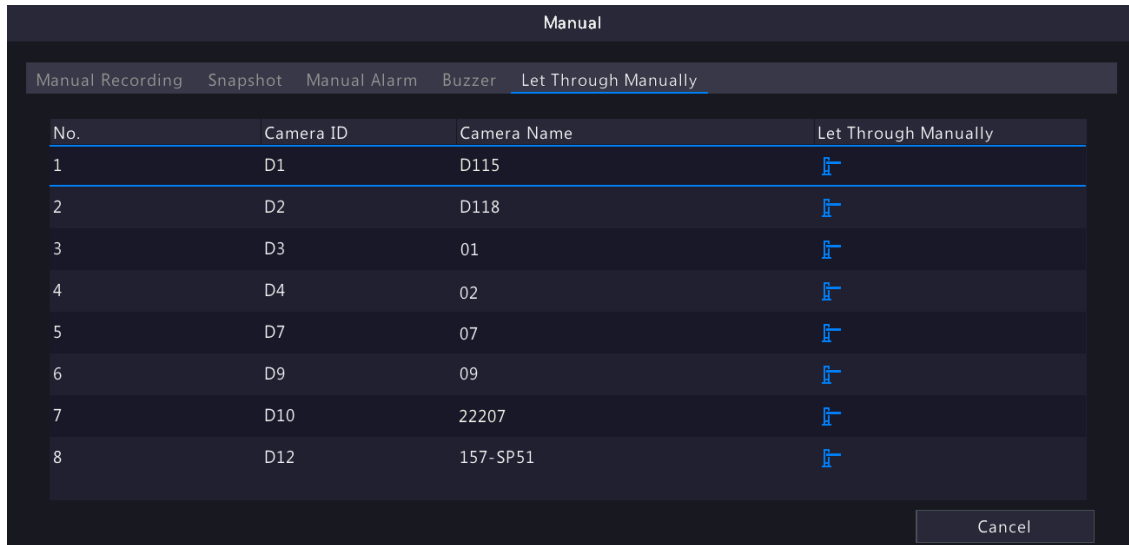 Manual
Manual Recording Snapshot Manual Alarm Buzzer Let Through Manually
No. Camera ID Camera Name Let Through Manually
1 D1 D115
2 D2 D118
3 D3 01
4 D4 02
5 D7 07
6 D9 09
7 D10 22207
8 D12 157-SP51
Cancel